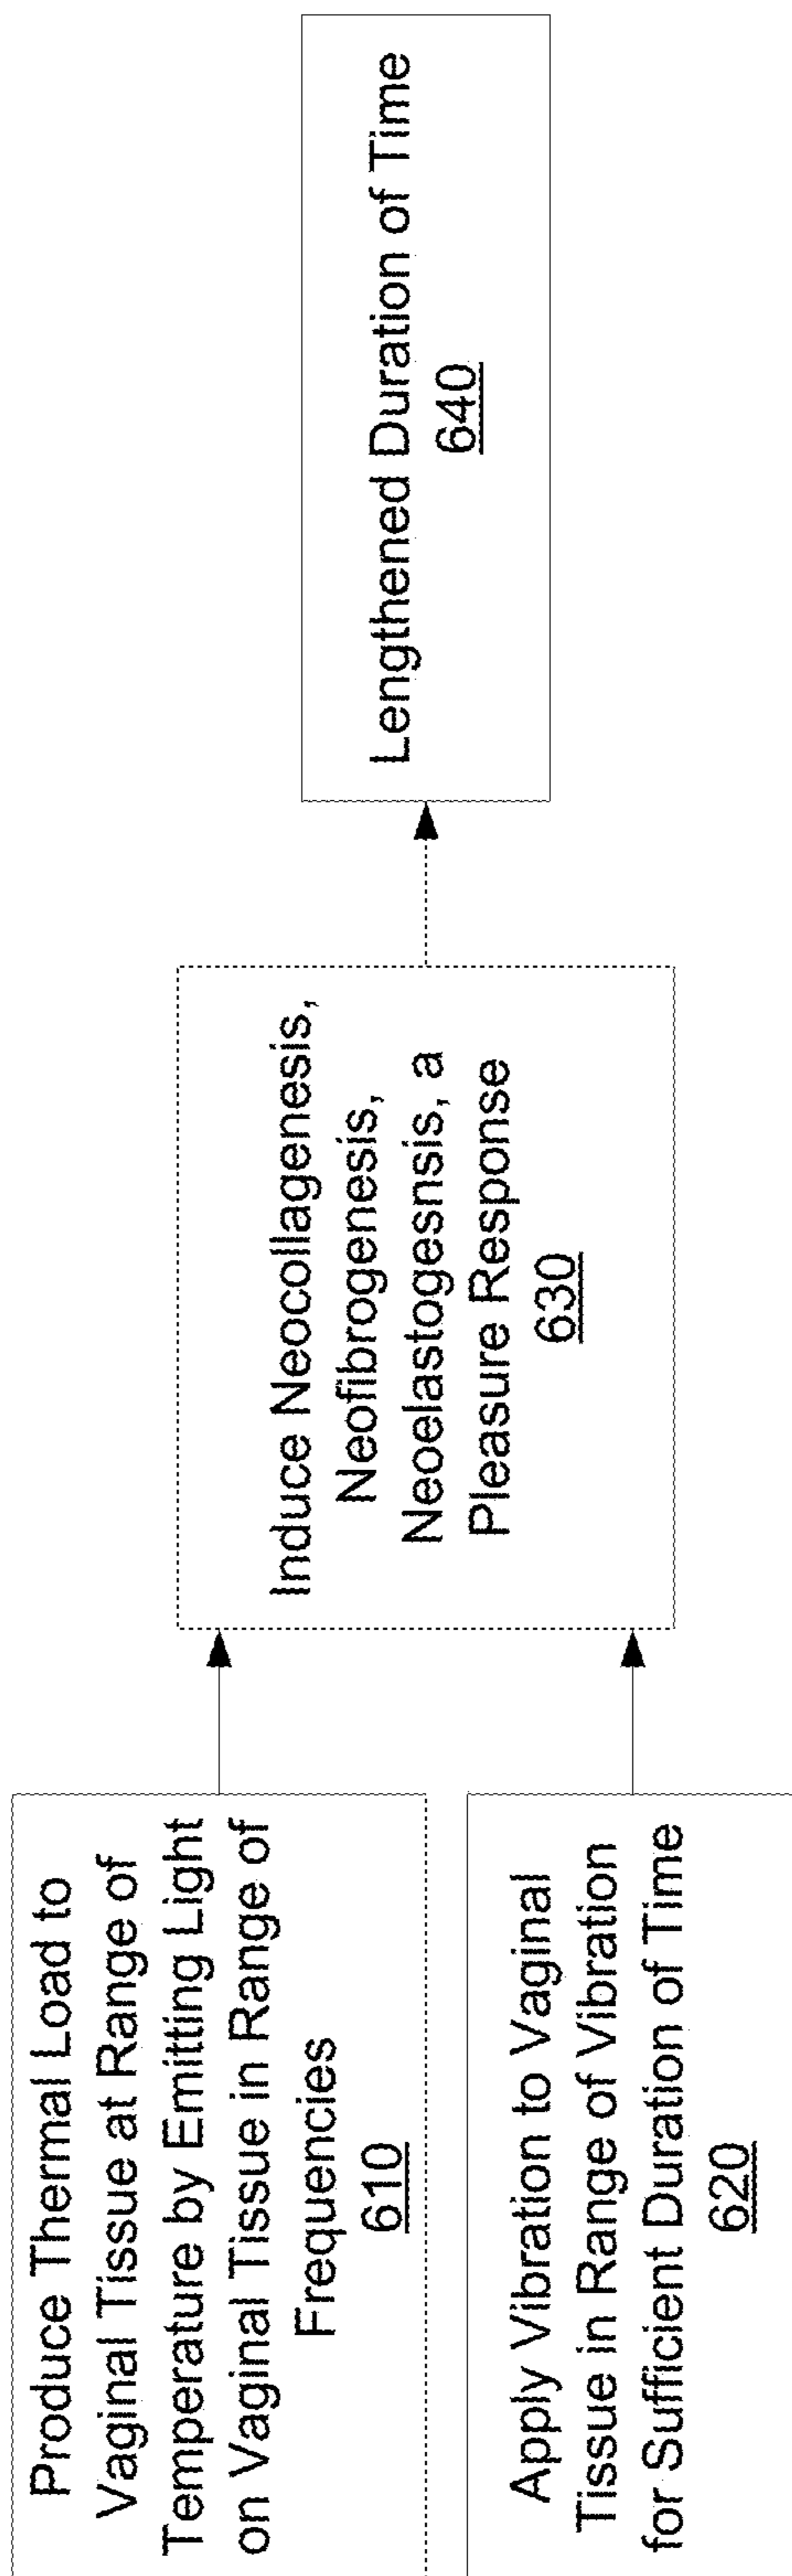 Produce Thermal Load to
Vaginal Tissue at Range of
Temperature by Emitting Light
on Vaginal Tissue in Range of
Frequencies
610
Apply Vibration to Vaginal
Tissue in Range of Vibration
for Sufficient Duration of Time
620
Induce Neocollagenesis,
Neofibrogenesis,
Neoelastogesnsis, a
Pleasure Response
630
Lengthened Duration of Time
640